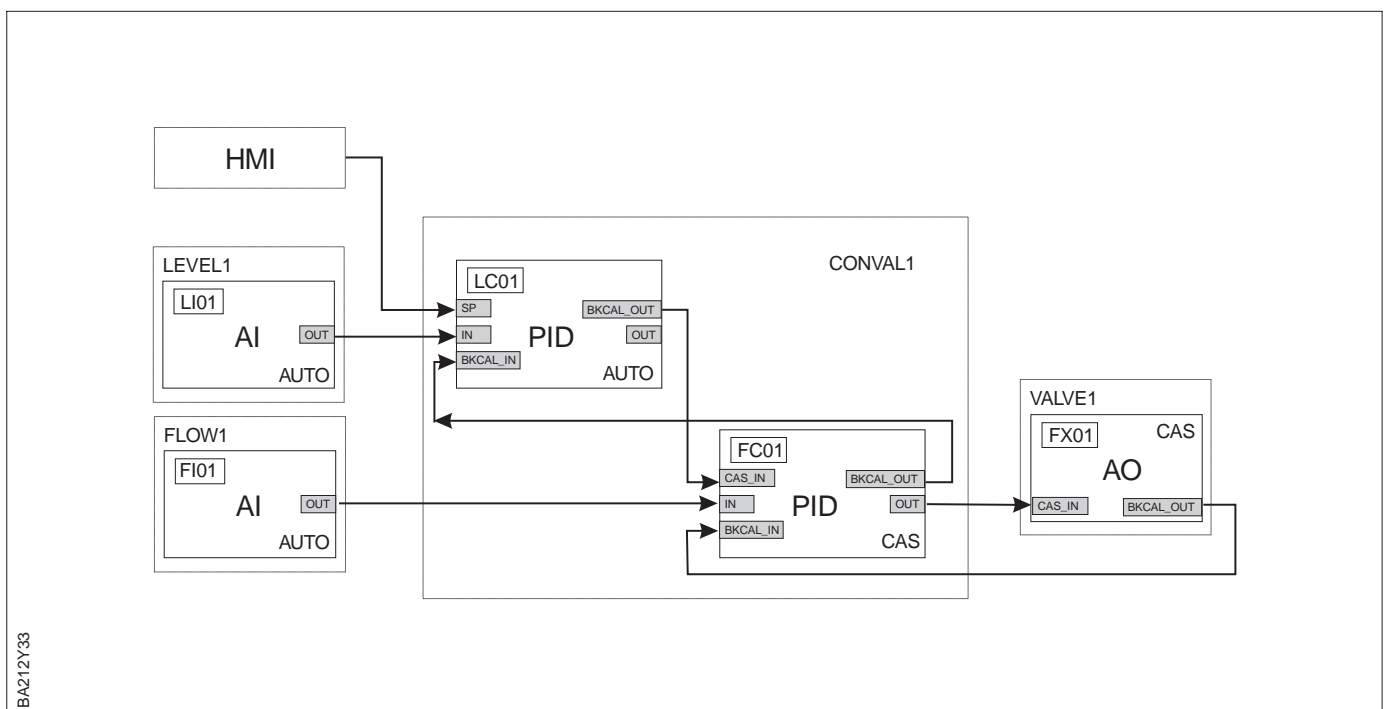 HMI
LEVEL1
LI01
AI
OUT
AUTO
FLOW1
FI01
AI
OUT
AUTO
CONVAL1
LC01
SP
IN
BKCAL_IN
PID
BKCAL_OUT
OUT
AUTO
FC01
CAS_IN
IN
BKCAL_IN
PID
BKCAL_OUT
OUT
CAS
VALVE1
FX01
CAS
AO
CAS_IN
BKCAL_OUT
BA212Y33